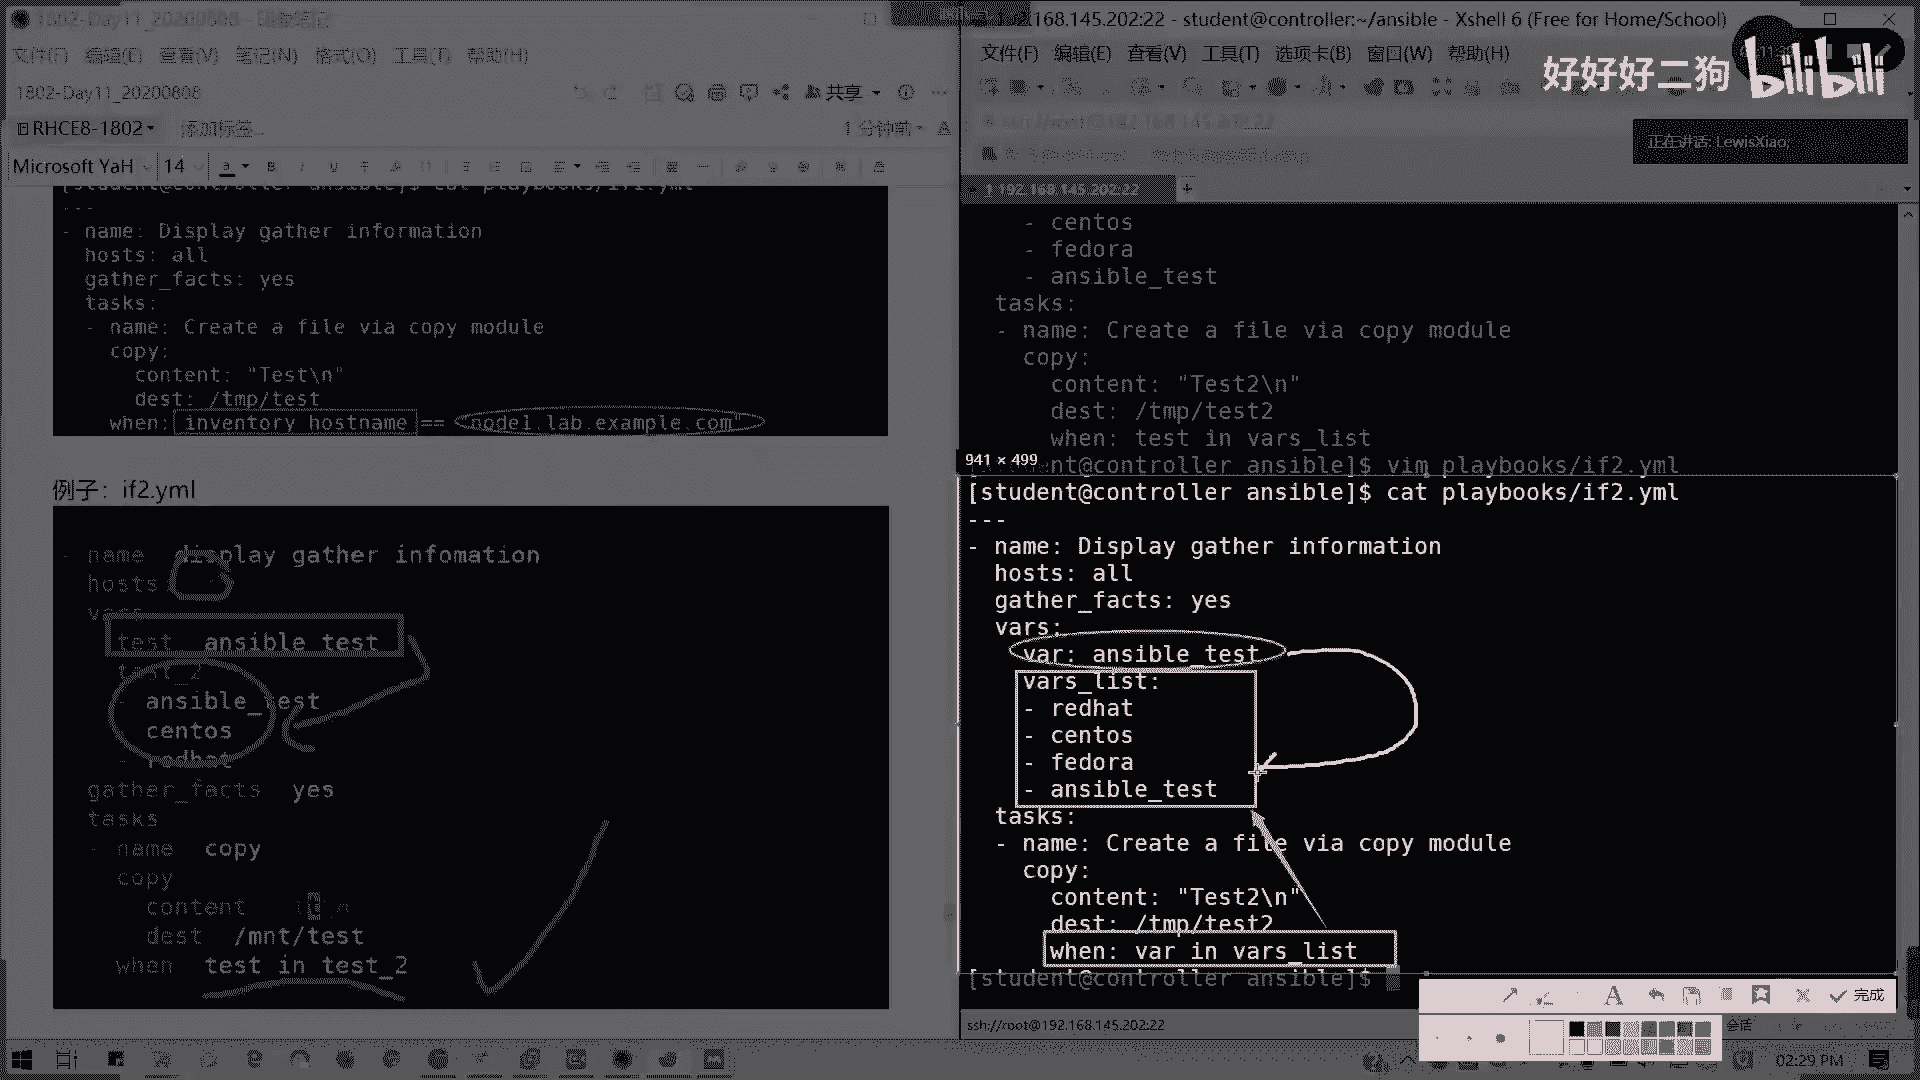 192.168.145.202:22 - student@controller:~/ansible - Xshell 6 (Free for Home/School)
文件(F) 编辑(E) 查看(V) 笔记(N) 格式(O) 工具(T) 帮助(H)
文件(F) 编辑(E) 查看(V) 工具(T) 选项卡(B) 窗口(W) 帮助(H)
好好好二狗 bilibili
1802-Day11_20200808
共享
RHCE8-1802
添加标签...
1 分钟前
正在讲话: LewisXiao;
Microsoft YaH 14
1 192.168.145.202:22
[student@controller ansible]$ cat playbooks/if2.yml
---
- name: Display gather information
hosts: all
gather_facts: yes
tasks:
- name: Create a file via copy module
copy:
content: "Test\n"
dest: /tmp/test
when: inventory_hostname == "node1.lab.example.com"
例子：if2.yml
- name display gather infomation
hosts
vars
test ansible_test
test_2
- ansible_test
centos
- redhat
gather_facts yes
tasks
- name copy
copy
content
dest /mnt/test
when test in test_2
- centos
- fedora
- ansible_test
tasks:
- name: Create a file via copy module
copy:
content: "Test2\n"
dest: /tmp/test2
when: test in vars_list
941 × 499
student@controller ansible]$ vim playbooks/if2.yml
[student@controller ansible]$ cat playbooks/if2.yml
---
- name: Display gather information
hosts: all
gather_facts: yes
vars:
var: ansible_test
vars_list:
- redhat
- centos
- fedora
- ansible_test
tasks:
- name: Create a file via copy module
copy:
content: "Test2\n"
dest: /tmp/test2
when: var in vars_list
[student@controller ansible]$
完成
ssh://root@192.168.145.202:22
会话
02:29 PM